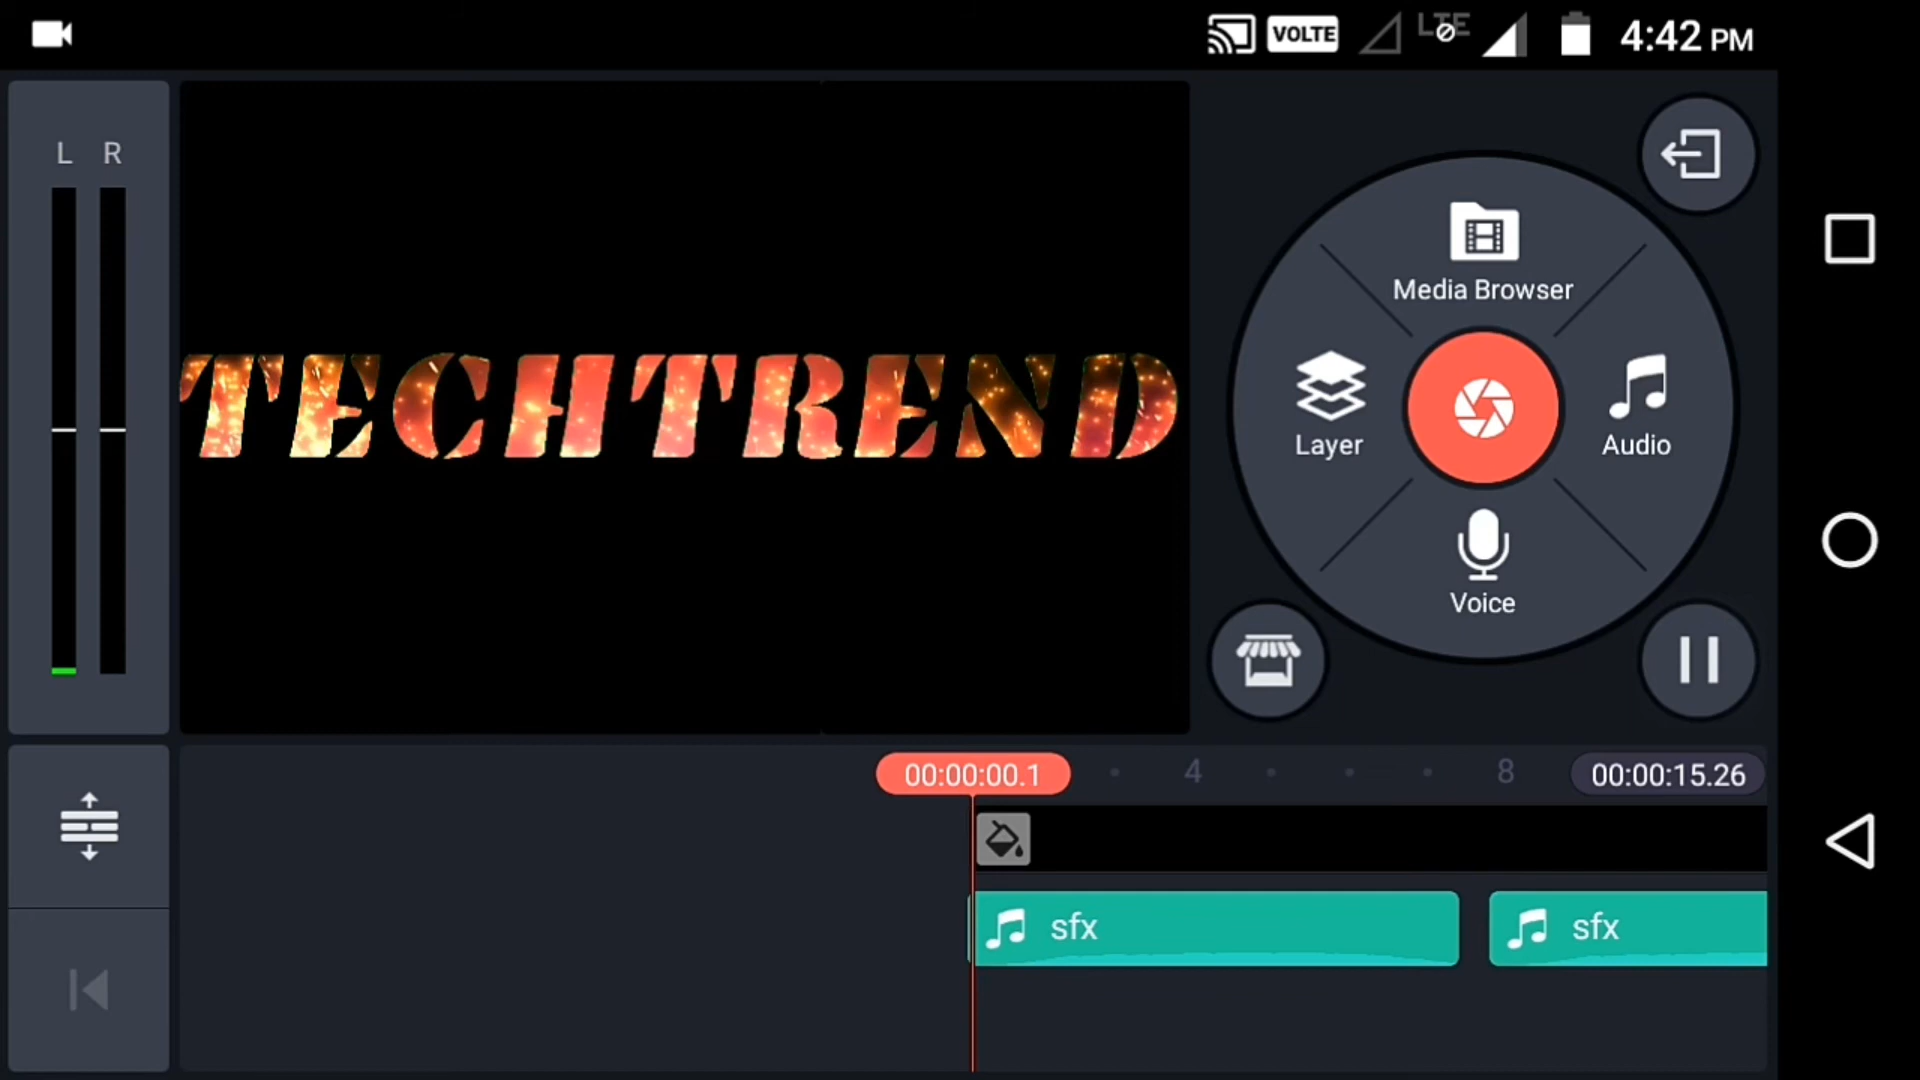 VOLTE LTE 4:42 PM
L R
TECHTREND
Media Browser
Layer
Audio
Voice
00:00:00.1 4 8 00:00:15.26
sfx sfx